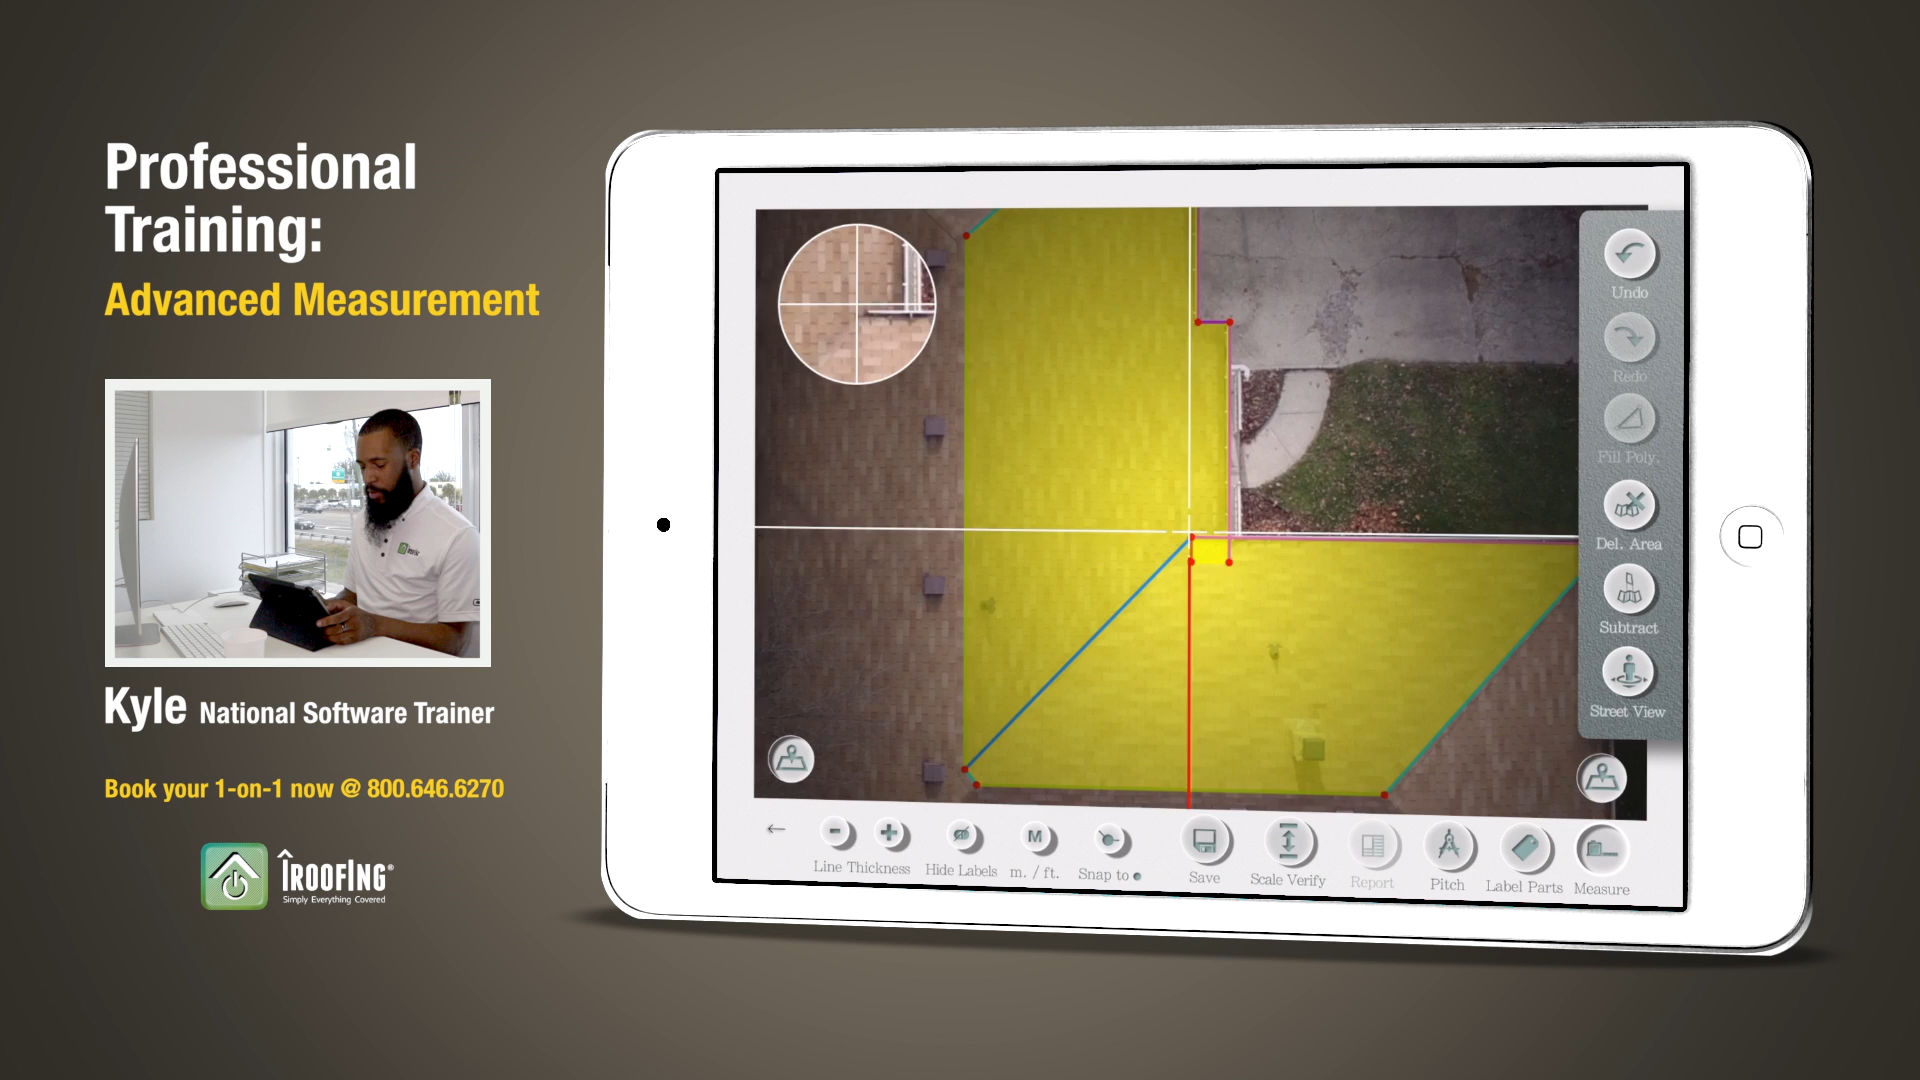 Professional
Training:
Advanced Measurement
Kyle National Software Trainer
Book your 1-on-1 now @ 800.646.6270
iROOFING®
Simply Everything Covered
Undo
Redo
Fill Poly.
Del. Area
Subtract
Street View
Line Thickness
Hide Labels
M
m. / ft.
Snap to
Save
Scale Verify
Report
Pitch
Label Parts
Measure